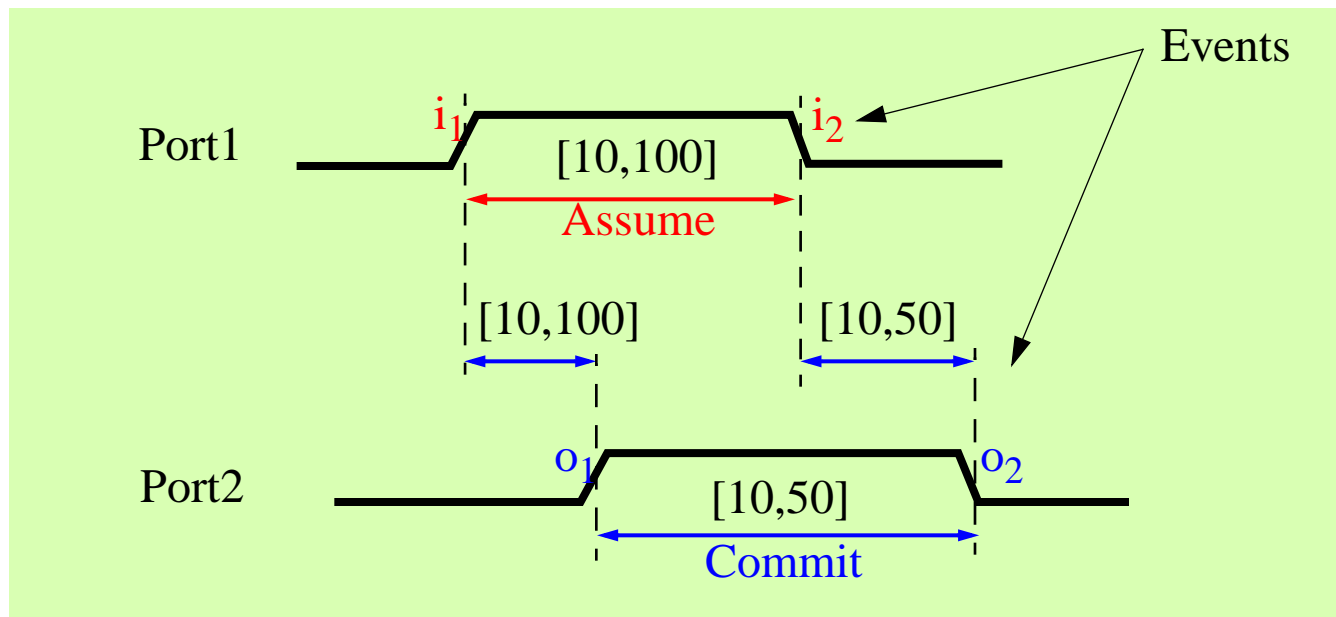 Events
i1
i2
Port1
[10,100]
Assume
[10,100]
[10,50]
o1
o2
Port2
[10,50]
Commit